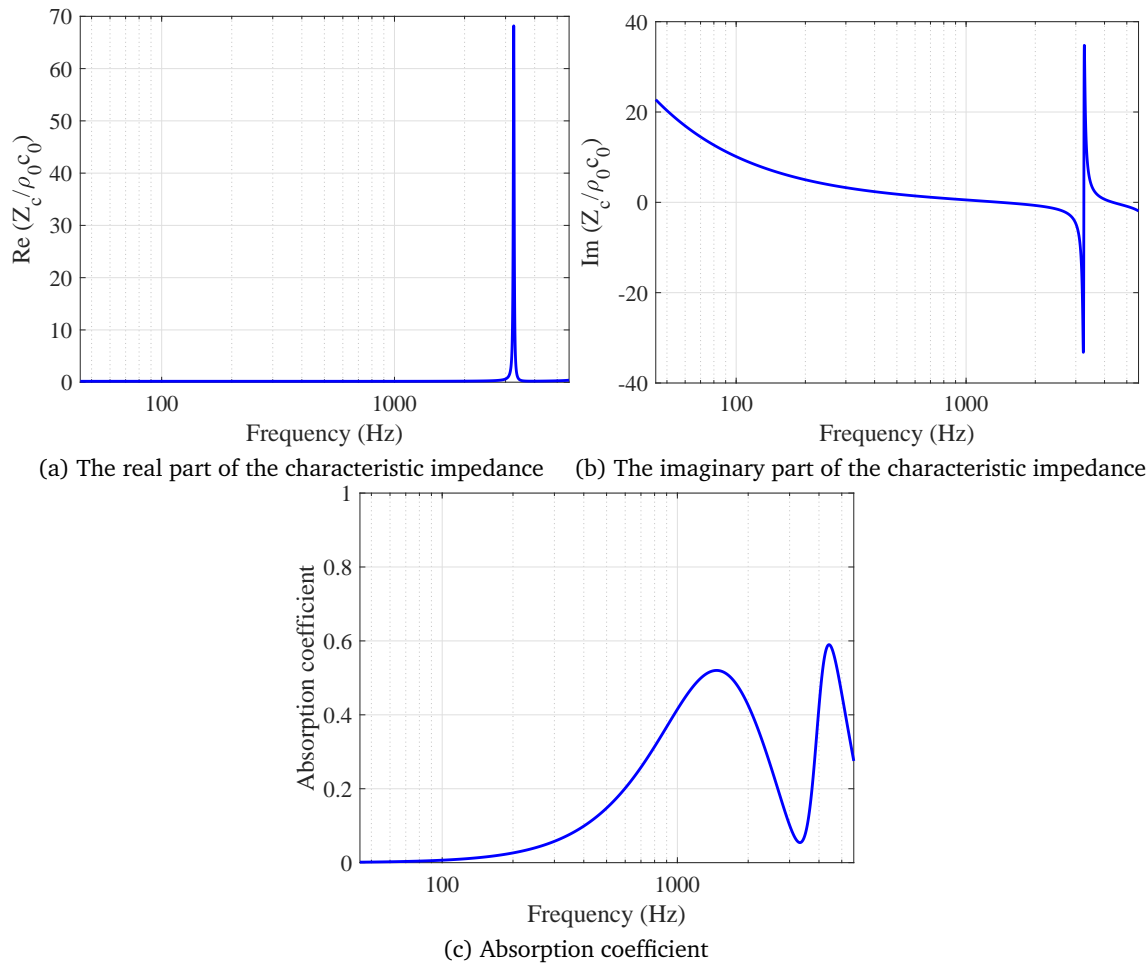 70
60
50
40
30
20
10
0
Re (Z_c/ρ_0c_0)
100
1000
Frequency (Hz)
(a) The real part of the characteristic impedance
40
20
0
-20
-40
Im (Z_c/ρ_0c_0)
100
1000
Frequency (Hz)
(b) The imaginary part of the characteristic impedance
1
0.8
0.6
0.4
0.2
0
Absorption coefficient
100
1000
Frequency (Hz)
(c) Absorption coefficient